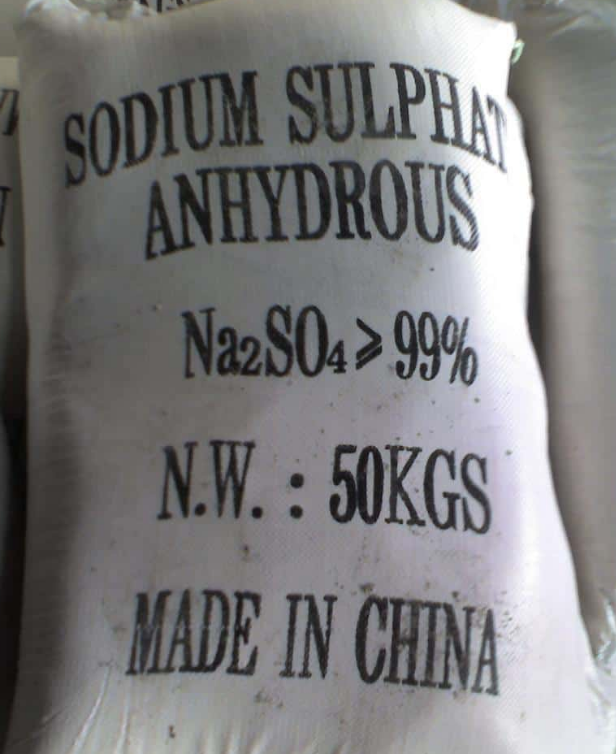 SODIUM SULPHAT
ANHYDROUS
Na₂SO₄⩾99%
N.W. : 50KGS
MADE IN CHINA